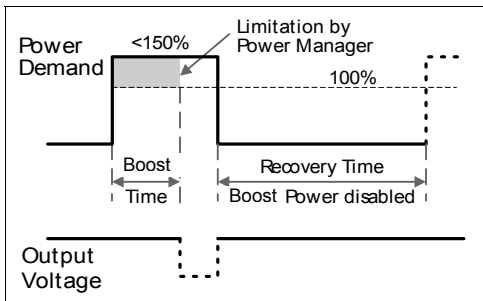 Power
Demand
<150%
Limitation by
Power Manager
100%
Boost
Time
Recovery Time
Boost Power disabled
Output
Voltage